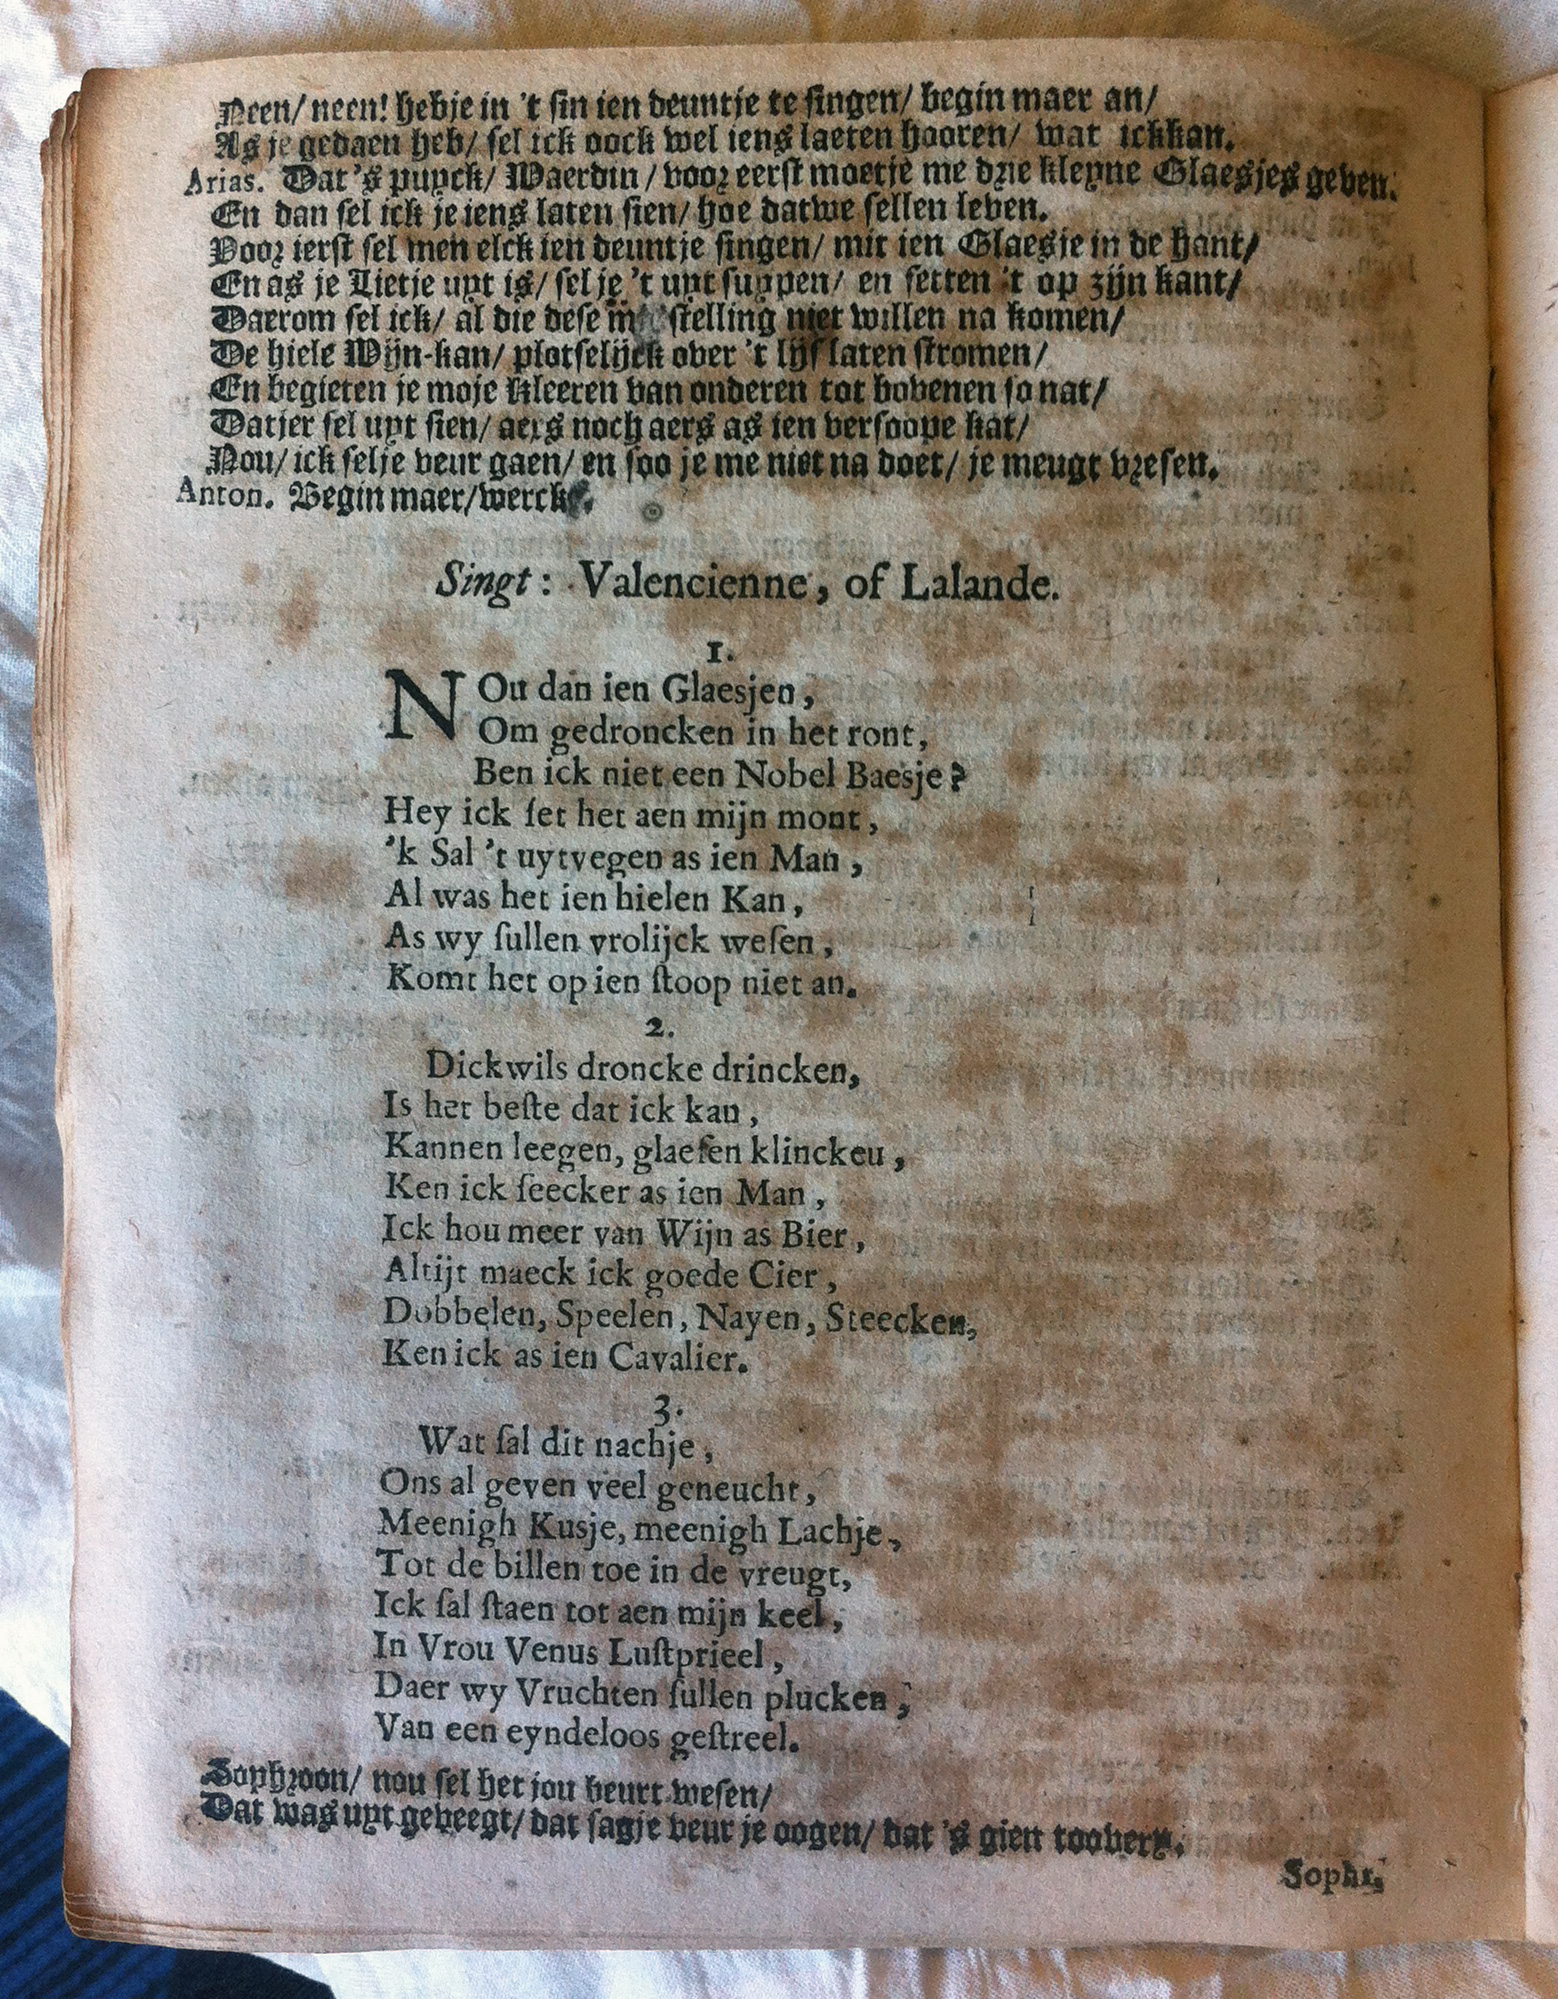 Neen/ neen! hebje in 't sin ien deuntje te singen/ begin maer an/
As je gedaen heb/ sel ick oock wel iens laeten hooren/ wat ickkan.
Arias. Dat's puyck/ Waerdin / voor eerst moetje me drie kleyne Glaesjes geven.
En dan sel ick je iens laten sien/ hoe datwe sellen leven.
Voor ierst sel men elck ien deuntje singen/ mit ien Glaesje in de hant/
En as je Lietje uyt is/ sel je 't uyt suypen/ en setten 't op zijn kant/
Daerom sel ick/ al die dese stelling niet willen na komen/
De hiele Wijn-kan/ plotselijck over 't lijf laten stromen/
En begieten je moje kleeren van onderen tot bovenen so nat/
Datjer sel uyt sien/ aers noch aers as ien versoope kat/
Nou/ ick selje veur gaen/ en soo je me niet na doet/ je meugt vresen.
Anton. Begin maer/ werck
Singt: Valencienne, of Lalande.
1.
NOu dan ien Glaesjen,
Om gedroncken in het ront,
Ben ick niet een Nobel Baesje?
Hey ick ſet het aen mijn mont,
'k Sal 't uytvegen as ien Man,
Al was het ien hielen Kan,
As wy ſullen vrolijck weſen,
Komt het op ien ſtoop niet an.
2.
Dickwils droncke drincken,
Is het beſte dat ick kan,
Kannen leegen, glaeſen klinckeu,
Ken ick ſeecker as ien Man,
Ick hou meer van Wijn as Bier,
Altijt maeck ick goede Cier,
Dobbelen, Speelen, Nayen, Steecken,
Ken ick as ien Cavalier.
3.
Wat ſal dit nachje,
Ons al geven veel geneucht,
Meenigh Kusje, meenigh Lachje,
Tot de billen toe in de vreugt,
Ick ſal ſtaen tot aen mijn keel,
In Vrou Venus Luſtprieel,
Daer wy Vruchten ſullen plucken,
Van een eyndeloos geſtreel.
Sophroon/ nou sel het jou beurt wesen/
Dat was uyt geveegt/ dat sagje veur je oogen/ dat 's gien toovery.
Sophr.